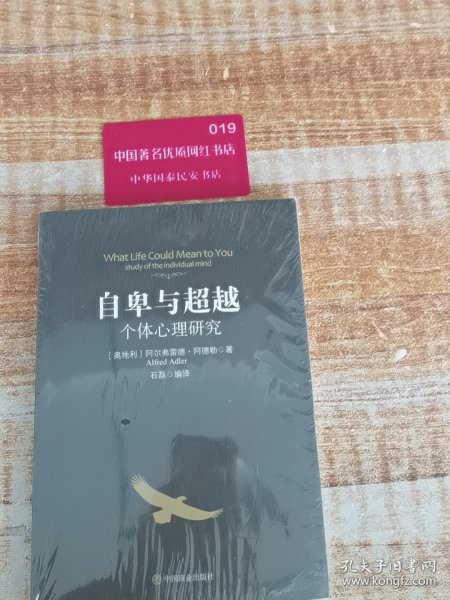 019
中国著名优质网红书店
中华国泰民安书店
What Life Could Mean to You
study of the individual mind
自卑与超越
个体心理研究
［奥地利］阿尔弗雷德·阿德勒◎著
Alfred Adler
石磊◎编译
中国商业出版社
孔夫子旧书网
www.kongfz.com